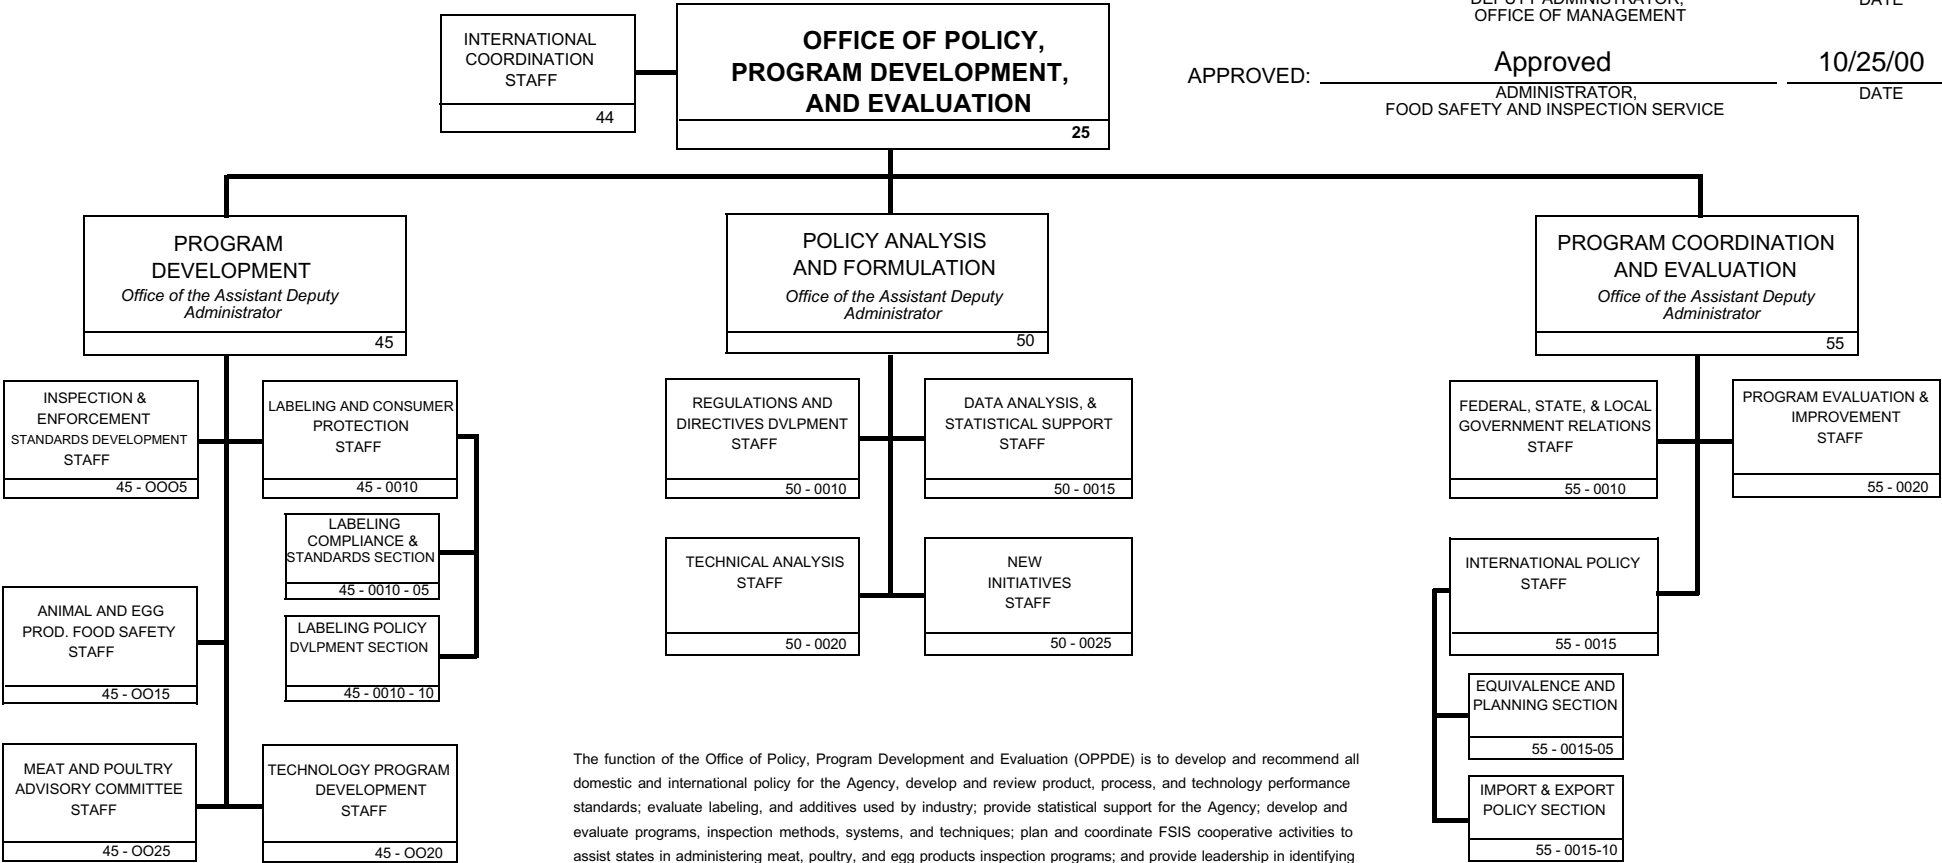 DEPUTY ADMINISTRATOR,
DATE
OFFICE OF MANAGEMENT
APPROVED:
Approved
10/25/00
ADMINISTRATOR,
DATE
FOOD SAFETY AND INSPECTION SERVICE
INTERNATIONAL
COORDINATION
STAFF
44
OFFICE OF POLICY,
PROGRAM DEVELOPMENT,
AND EVALUATION
25
PROGRAM
DEVELOPMENT
Office of the Assistant Deputy
Administrator
45
POLICY ANALYSIS
AND FORMULATION
Office of the Assistant Deputy
Administrator
50
PROGRAM COORDINATION
AND EVALUATION
Office of the Assistant Deputy
Administrator
55
INSPECTION &
ENFORCEMENT
STANDARDS DEVELOPMENT
STAFF
45 - OOO5
LABELING AND CONSUMER
PROTECTION
STAFF
45 - 0010
LABELING
COMPLIANCE &
STANDARDS SECTION
45 - 0010 - 05
LABELING POLICY
DVLPMENT SECTION
45 - 0010 - 10
ANIMAL AND EGG
PROD. FOOD SAFETY
STAFF
45 - OO15
MEAT AND POULTRY
ADVISORY COMMITTEE
STAFF
45 - OO25
TECHNOLOGY PROGRAM
DEVELOPMENT
STAFF
45 - OO20
REGULATIONS AND
DIRECTIVES DVLPMENT
STAFF
50 - 0010
DATA ANALYSIS, &
STATISTICAL SUPPORT
STAFF
50 - 0015
TECHNICAL ANALYSIS
STAFF
50 - 0020
NEW
INITIATIVES
STAFF
50 - 0025
FEDERAL, STATE, & LOCAL
GOVERNMENT RELATIONS
STAFF
55 - 0010
PROGRAM EVALUATION &
IMPROVEMENT
STAFF
55 - 0020
INTERNATIONAL POLICY
STAFF
55 - 0015
EQUIVALENCE AND
PLANNING SECTION
55 - 0015-05
IMPORT & EXPORT
POLICY SECTION
55 - 0015-10
The function of the Office of Policy, Program Development and Evaluation (OPPDE) is to develop and recommend all
domestic and international policy for the Agency, develop and review product, process, and technology performance
standards; evaluate labeling, and additives used by industry; provide statistical support for the Agency; develop and
evaluate programs, inspection methods, systems, and techniques; plan and coordinate FSIS cooperative activities to
assist states in administering meat, poultry, and egg products inspection programs; and provide leadership in identifying